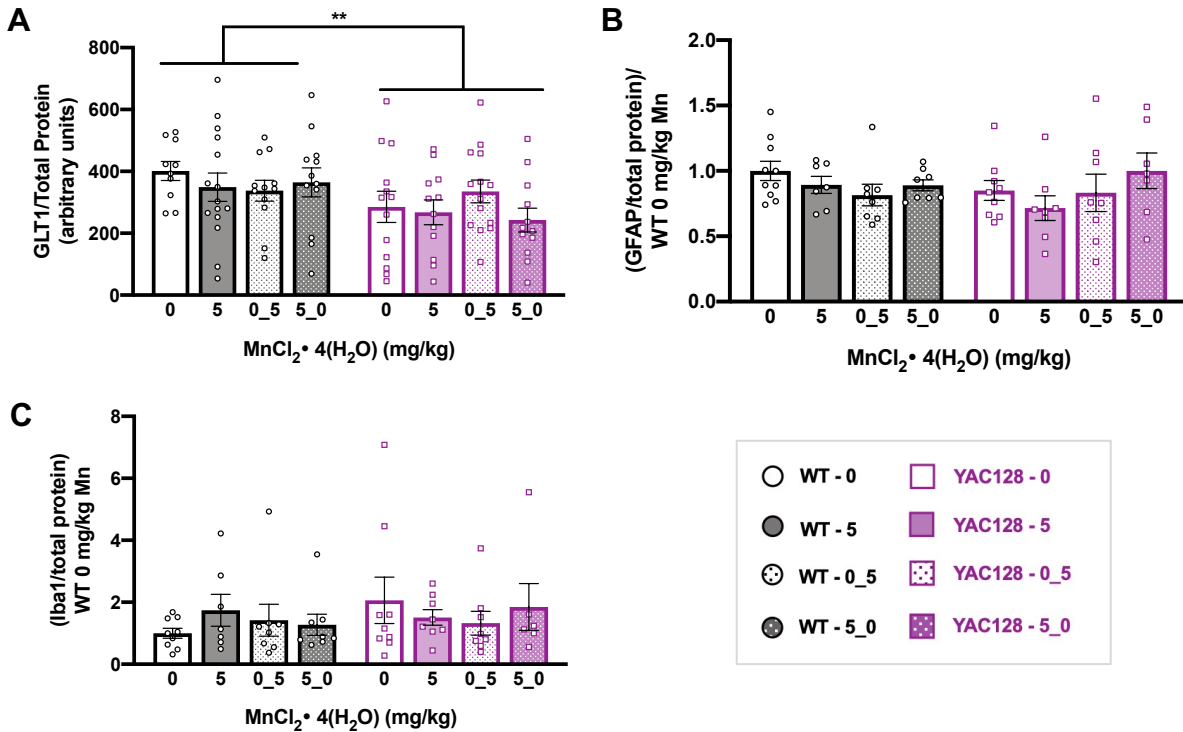 A
**
GLT1/Total Protein
(arbitrary units)
800
600
400
200
0
0 5 0_5 5_0 0 5 0_5 5_0
MnCl₂• 4(H₂O) (mg/kg)
B
(GFAP/total protein)/
WT 0 mg/kg Mn
2.0
1.5
1.0
0.5
0.0
0 5 0_5 5_0 0 5 0_5 5_0
MnCl₂• 4(H₂O) (mg/kg)
C
(Iba1/total protein)
WT 0 mg/kg Mn
8
6
4
2
0
0 5 0_5 5_0 0 5 0_5 5_0
MnCl₂• 4(H₂O) (mg/kg)
WT - 0 YAC128 - 0
WT - 5 YAC128 - 5
WT - 0_5 YAC128 - 0_5
WT - 5_0 YAC128 - 5_0